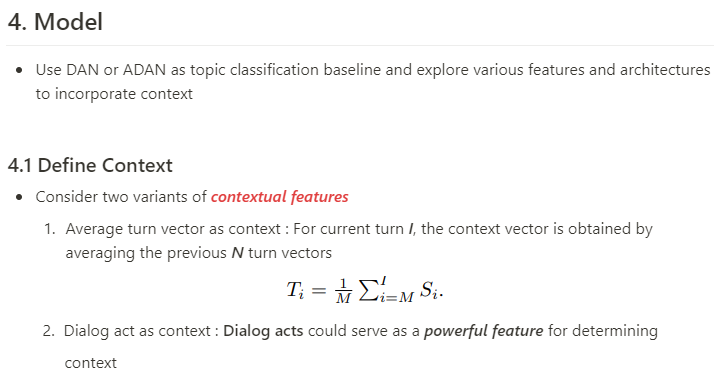 4. Model
• Use DAN or ADAN as topic classification baseline and explore various features and architectures
to incorporate context
4.1 Define Context
• Consider two variants of contextual features
1. Average turn vector as context : For current turn I, the context vector is obtained by
averaging the previous N turn vectors
T_i = \frac{1}{M} \sum_{i=M}^{I} S_i.
2. Dialog act as context : Dialog acts could serve as a powerful feature for determining
context